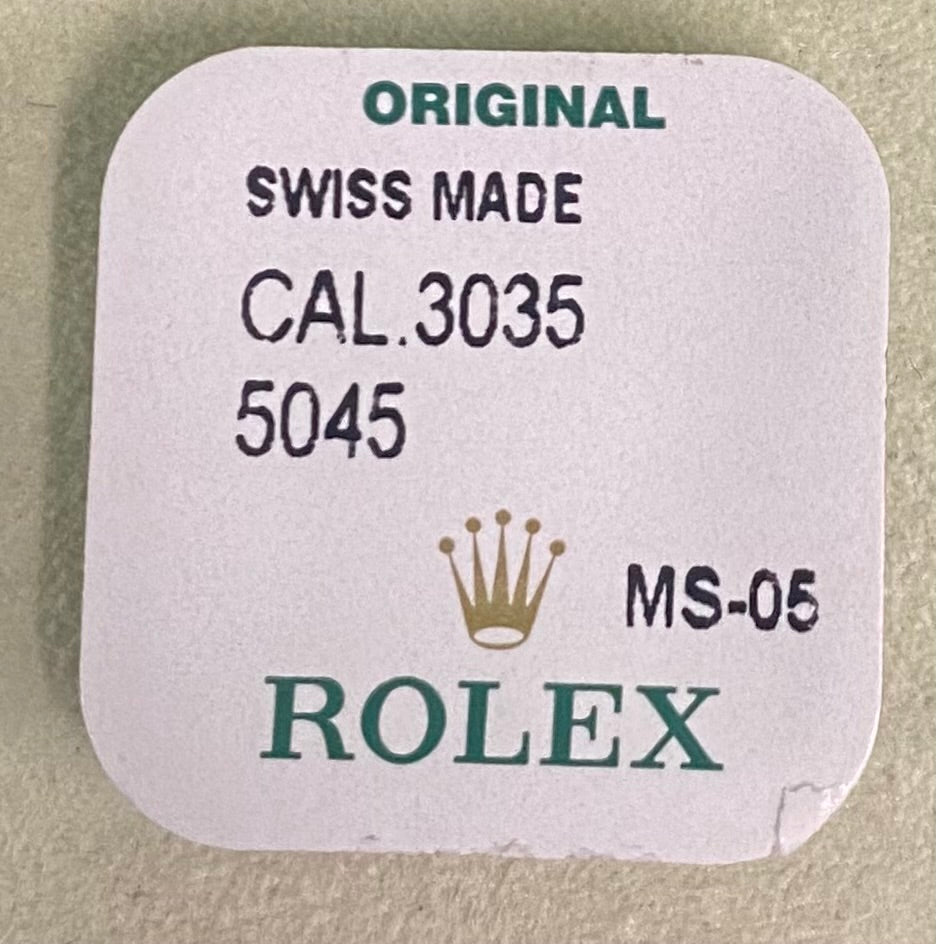 ORIGINAL
SWISS MADE
CAL.3035
5045
MS-05
ROLEX